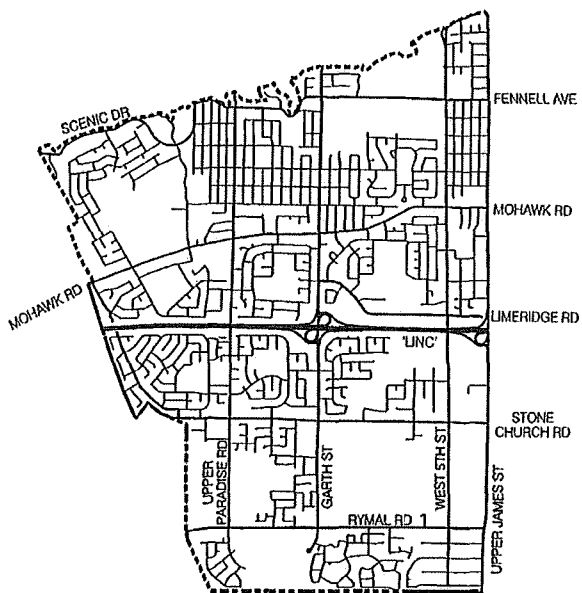 FENNELL AVE
SCENIC DR
MOHAWK RD
MOHAWK RD
LIMERIDGE RD
'LINC'
STONE
CHURCH RD
UPPER
PARADISE RD
GARTH ST
WEST 5TH ST
UPPER JAMES ST
RYMAL RD